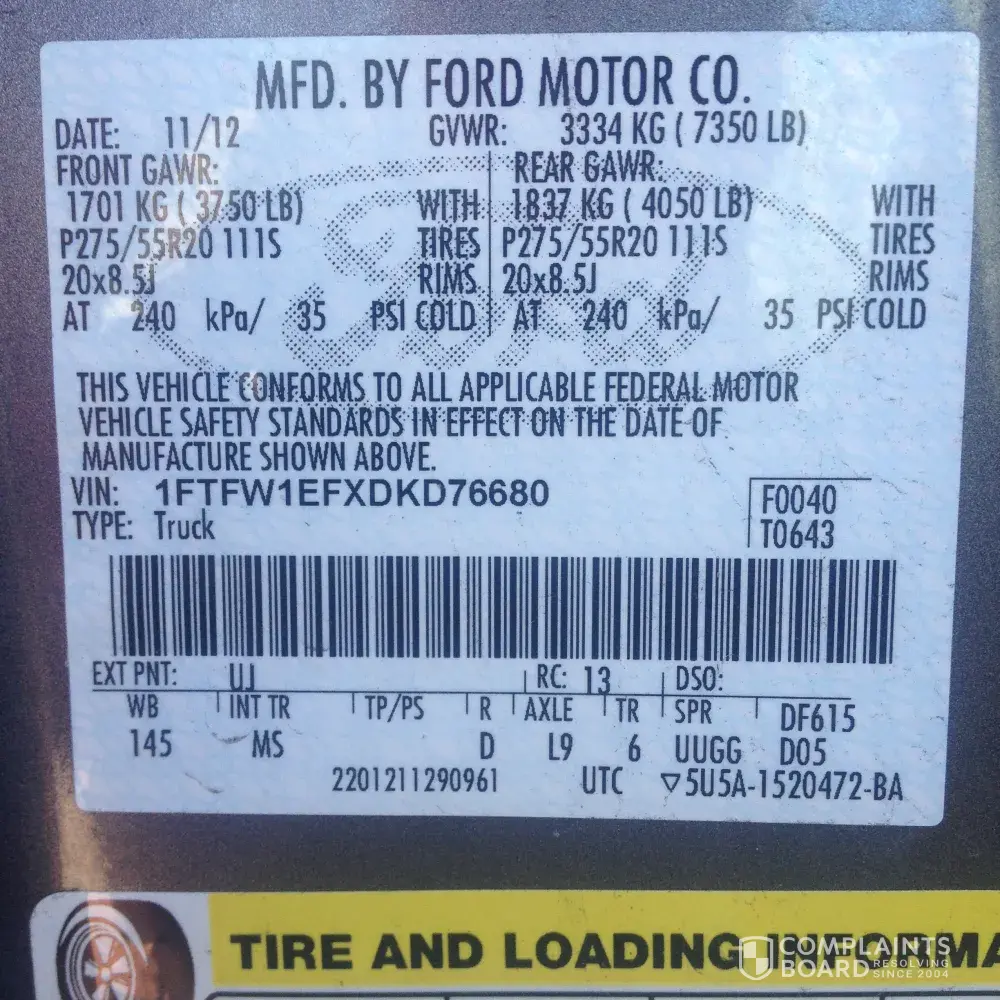 MFD. BY FORD MOTOR CO.
DATE: 11/12 GVWR: 3334 KG ( 7350 LB)
FRONT GAWR: REAR GAWR:
1701 KG ( 3750 LB) WITH 1837 KG ( 4050 LB) WITH
P275/55R20 111S TIRES P275/55R20 111S TIRES
20x8.5J RIMS 20x8.5J RIMS
AT 240 kPa/ 35 PSI COLD AT 240 kPa/ 35 PSI COLD
Ford
THIS VEHICLE CONFORMS TO ALL APPLICABLE FEDERAL MOTOR
VEHICLE SAFETY STANDARDS IN EFFECT ON THE DATE OF
MANUFACTURE SHOWN ABOVE.
VIN: 1FTFW1EFXDKD76680 F0040
TYPE: Truck T0643
EXT PNT: UJ RC: 13 DSO:
WB INT TR TP/PS R AXLE TR SPR DF615
145 MS D L9 6 UUGG D05
2201211290961 UTC ▽5U5A-1520472-BA
TIRE AND LOADING INFORMA
COMPLAINTS
BOARD RESOLVING
SINCE 2004